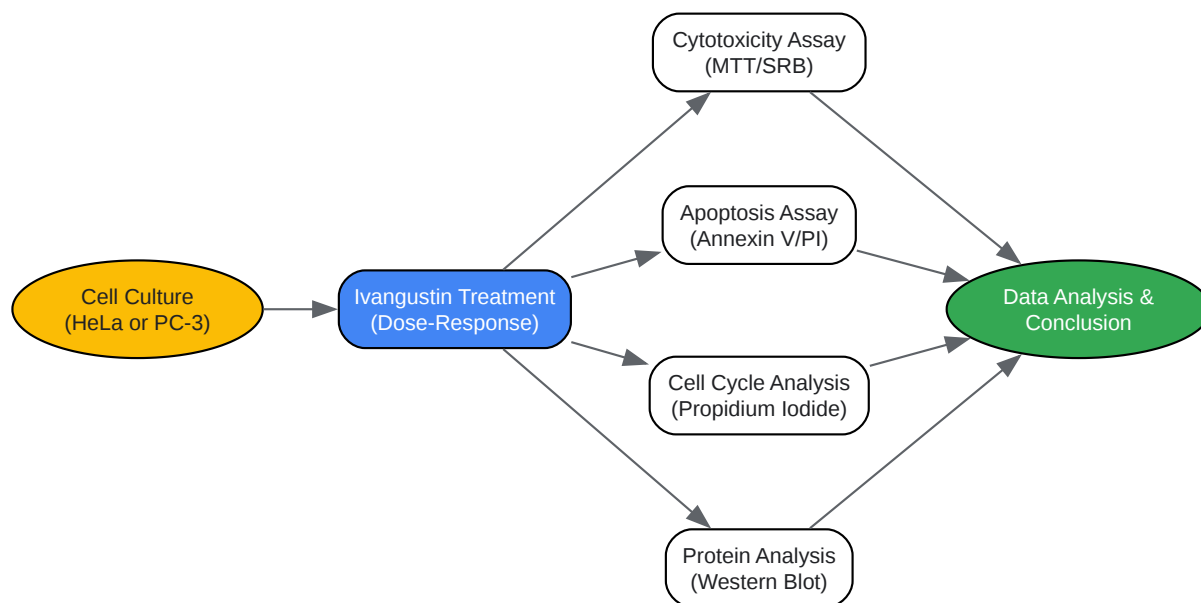 Cytotoxicity Assay
(MTT/SRB)
Apoptosis Assay
(Annexin V/PI)
Cell Culture
(HeLa or PC-3)
Ivangustin Treatment
(Dose-Response)
Data Analysis &
Conclusion
Cell Cycle Analysis
(Propidium Iodide)
Protein Analysis
(Western Blot)